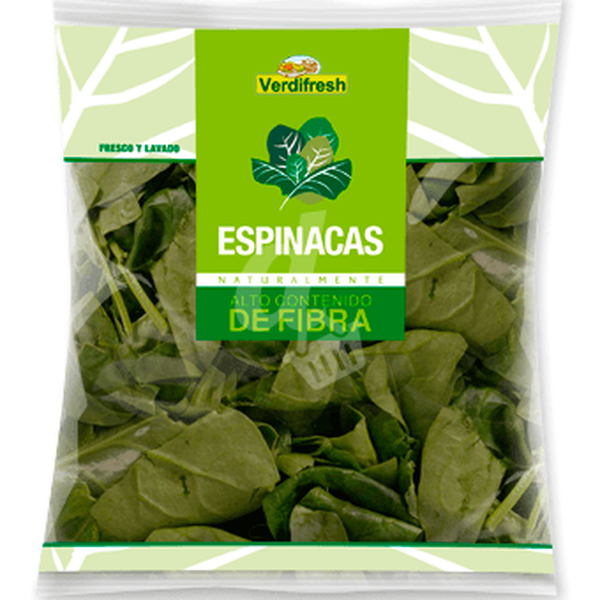 Verdifresh
FRESCO Y LAVADO
ESPINACAS
NATURALMENTE
ALTO CONTENIDO
DE FIBRA